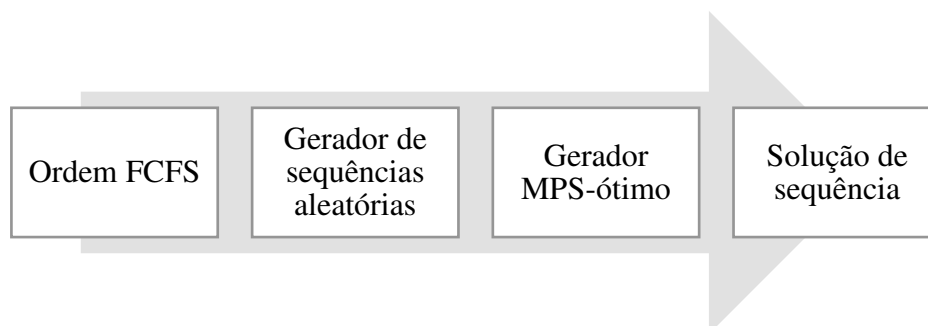 Ordem FCFS
Gerador de
sequências
aleatórias
Gerador
MPS-ótimo
Solução de
sequência